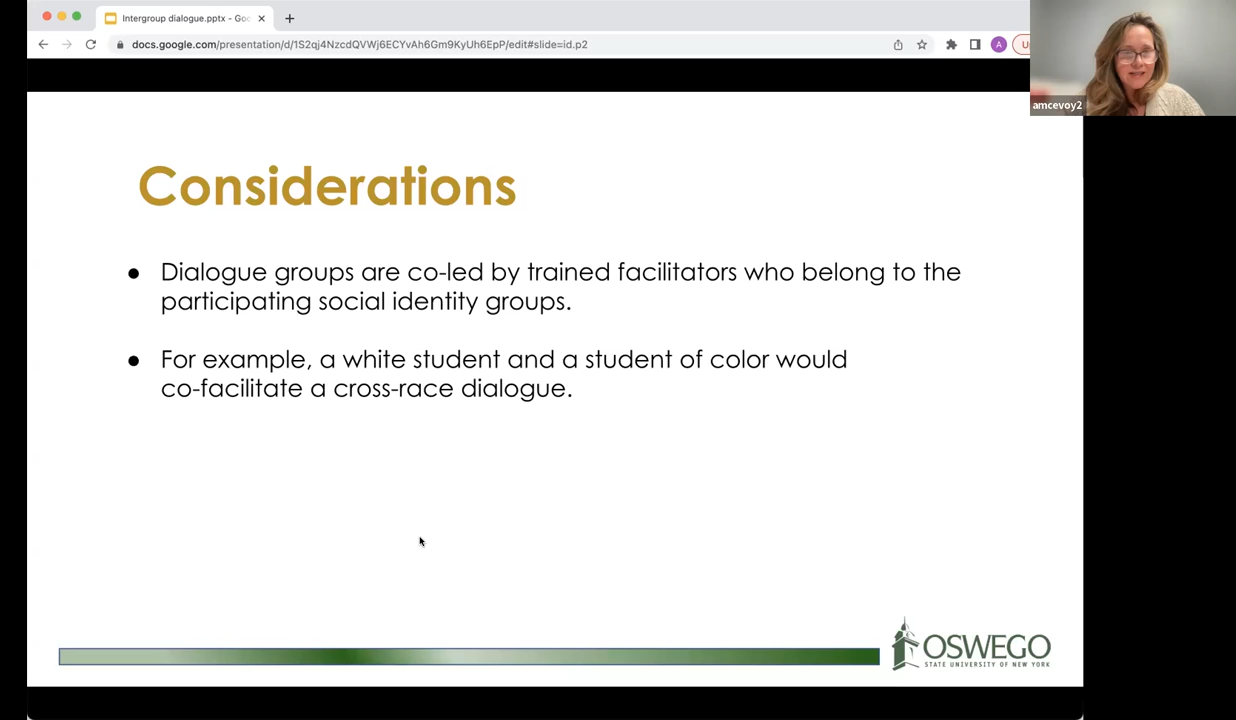 Intergroup dialogue.pptx - Goo
docs.google.com/presentation/d/1S2qj4NzcdQVWj6ECYvAh6Gm9KyUh6EpP/edit#slide=id.p2
A
amcevoy2
Considerations
● Dialogue groups are co-led by trained facilitators who belong to the
participating social identity groups.
● For example, a white student and a student of color would
co-facilitate a cross-race dialogue.
OSWEGO
STATE UNIVERSITY OF NEW YORK